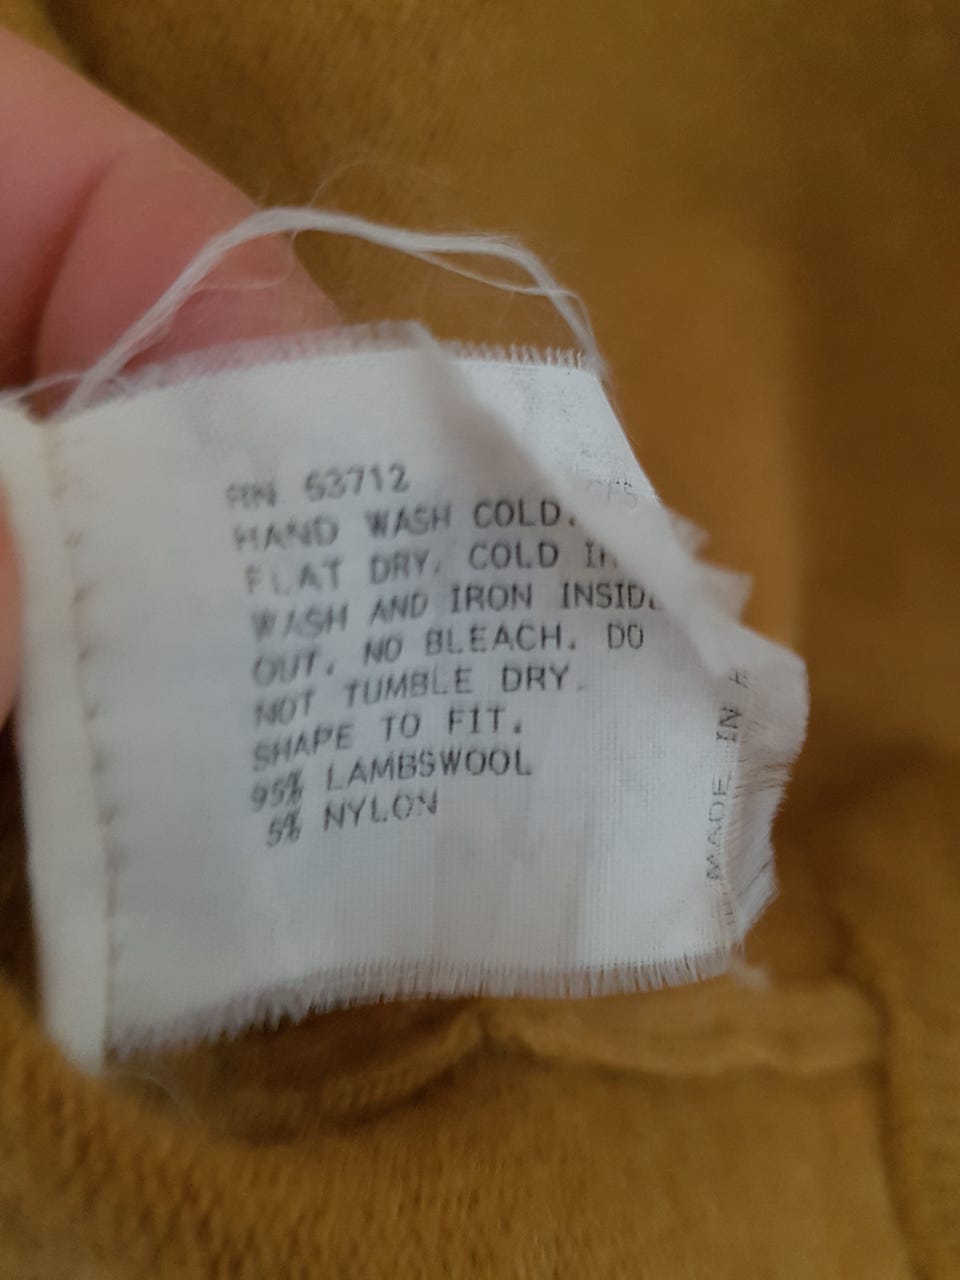 RN 53712
HAND WASH COLD.
FLAT DRY. COLD
WASH AND IRON INSIDE
OUT. NO BLEACH. DO
NOT TUMBLE DRY.
SHAPE TO FIT.
95% LAMBSWOOL
5% NYLON
MADE IN